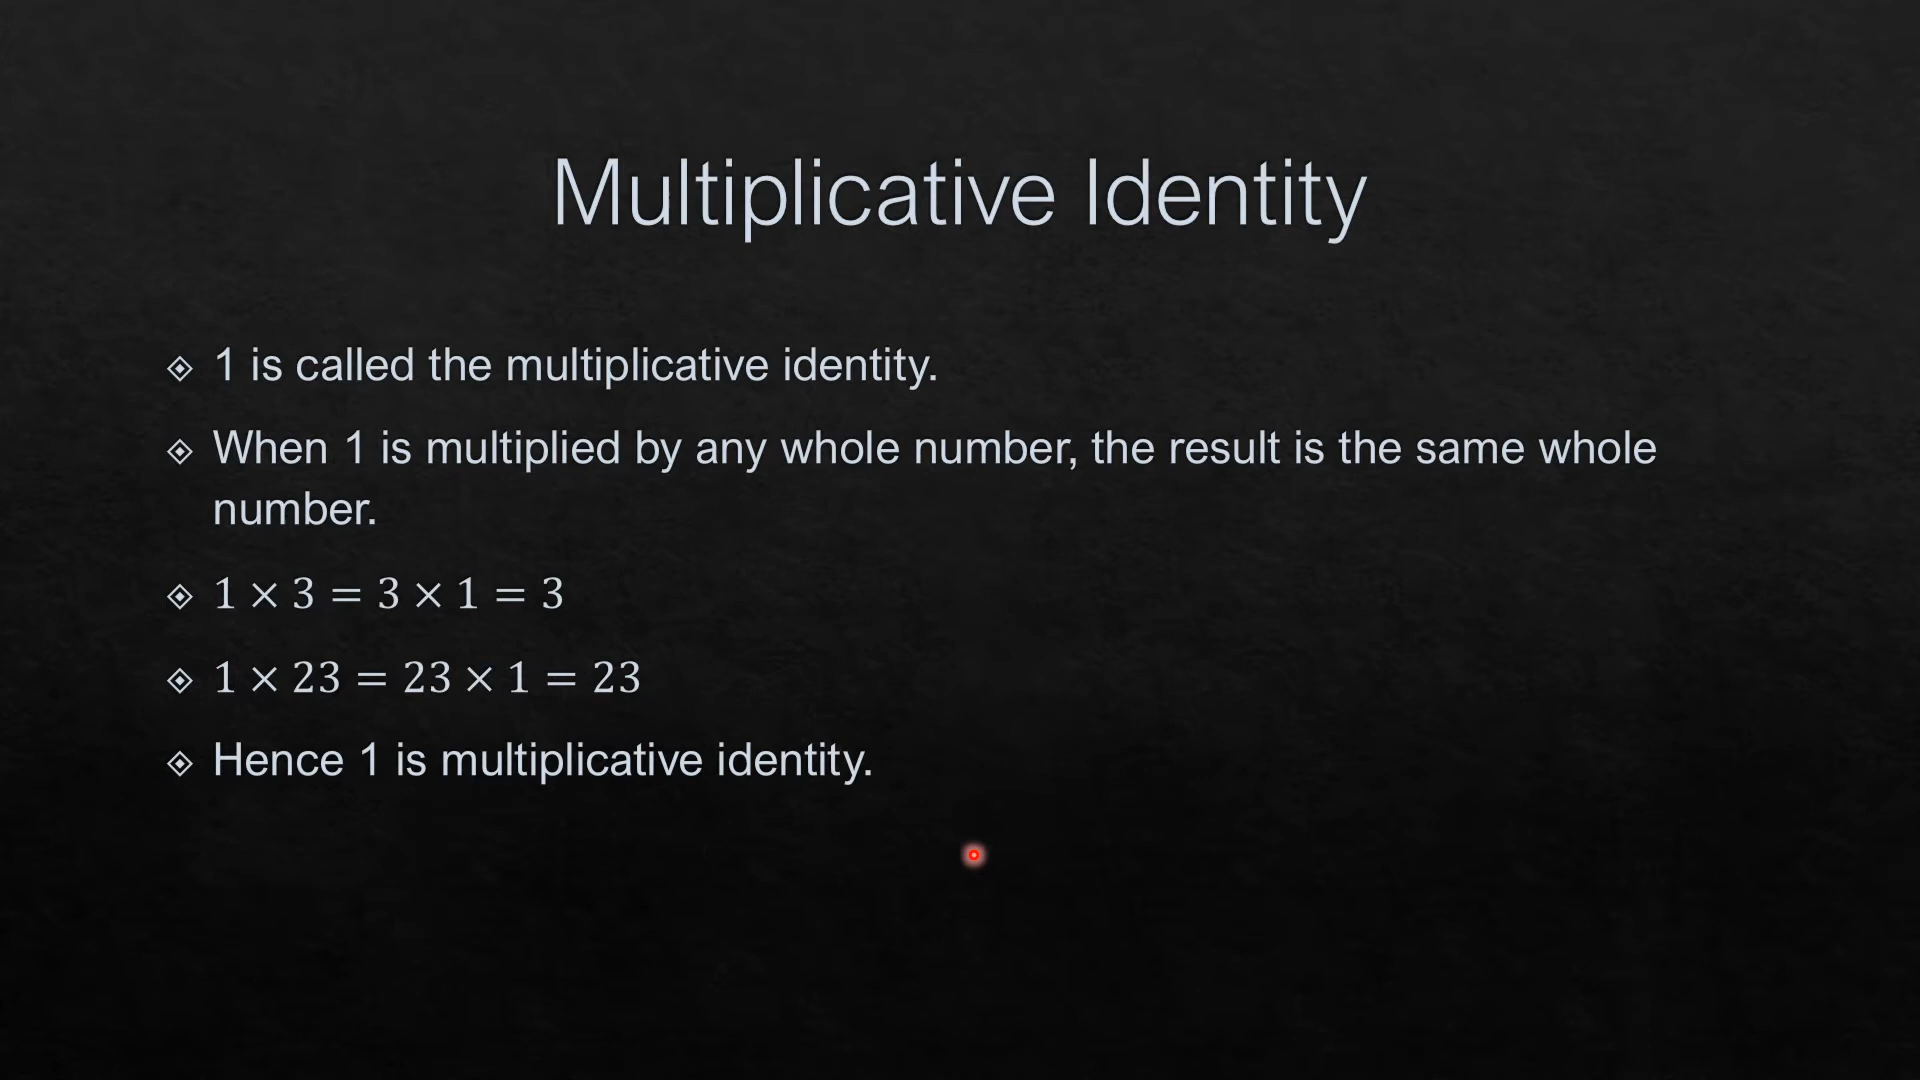 Multiplicative Identity
1 is called the multiplicative identity.
When 1 is multiplied by any whole number, the result is the same whole
number.
1 × 3 = 3 × 1 = 3
1 × 23 = 23 × 1 = 23
Hence 1 is multiplicative identity.